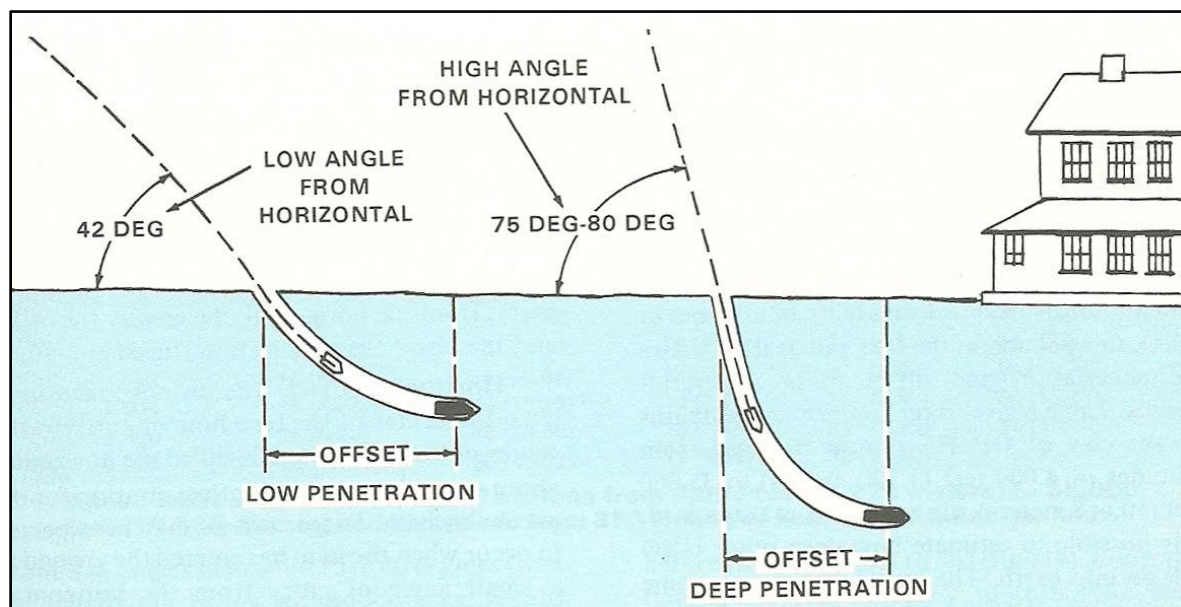 HIGH ANGLE
FROM HORIZONTAL
LOW ANGLE
FROM
HORIZONTAL
42 DEG
75 DEG-80 DEG
OFFSET
LOW PENETRATION
OFFSET
DEEP PENETRATION